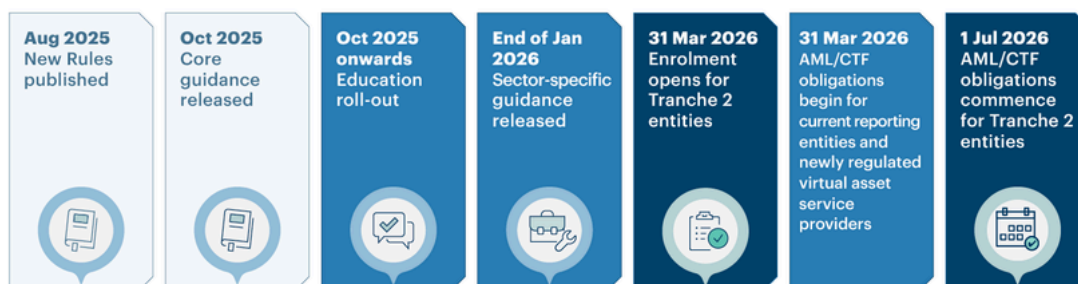 Aug 2025
New Rules
published
Oct 2025
Core
guidance
released
Oct 2025
onwards
Education
roll-out
End of Jan
2026
Sector-specific
guidance
released
31 Mar 2026
Enrolment
opens for
Tranche 2
entities
31 Mar 2026
AML/CTF
obligations
begin for
current reporting
entities and
newly regulated
virtual asset
service
providers
1 Jul 2026
AML/CTF
obligations
commence
for Tranche 2
entities